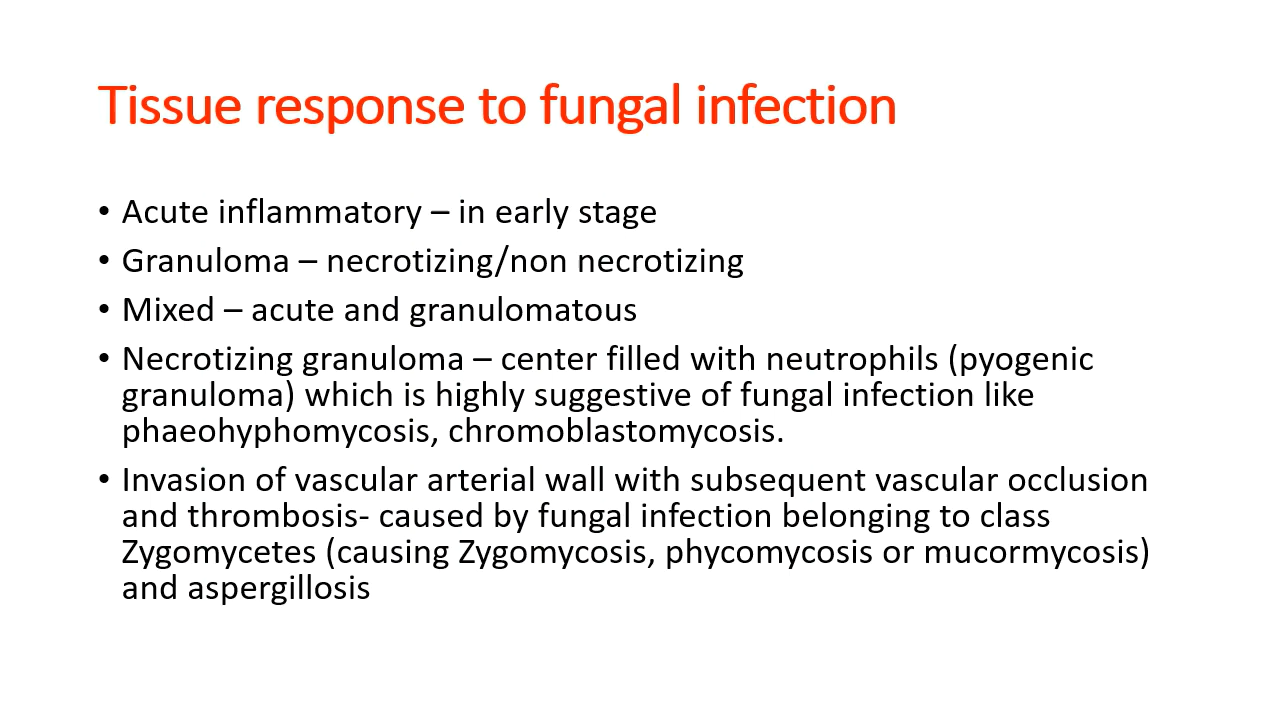 Tissue response to fungal infection
• Acute inflammatory – in early stage
• Granuloma – necrotizing/non necrotizing
• Mixed – acute and granulomatous
• Necrotizing granuloma – center filled with neutrophils (pyogenic
granuloma) which is highly suggestive of fungal infection like
phaeohyphomycosis, chromoblastomycosis.
• Invasion of vascular arterial wall with subsequent vascular occlusion
and thrombosis- caused by fungal infection belonging to class
Zygomycetes (causing Zygomycosis, phycomycosis or mucormycosis)
and aspergillosis